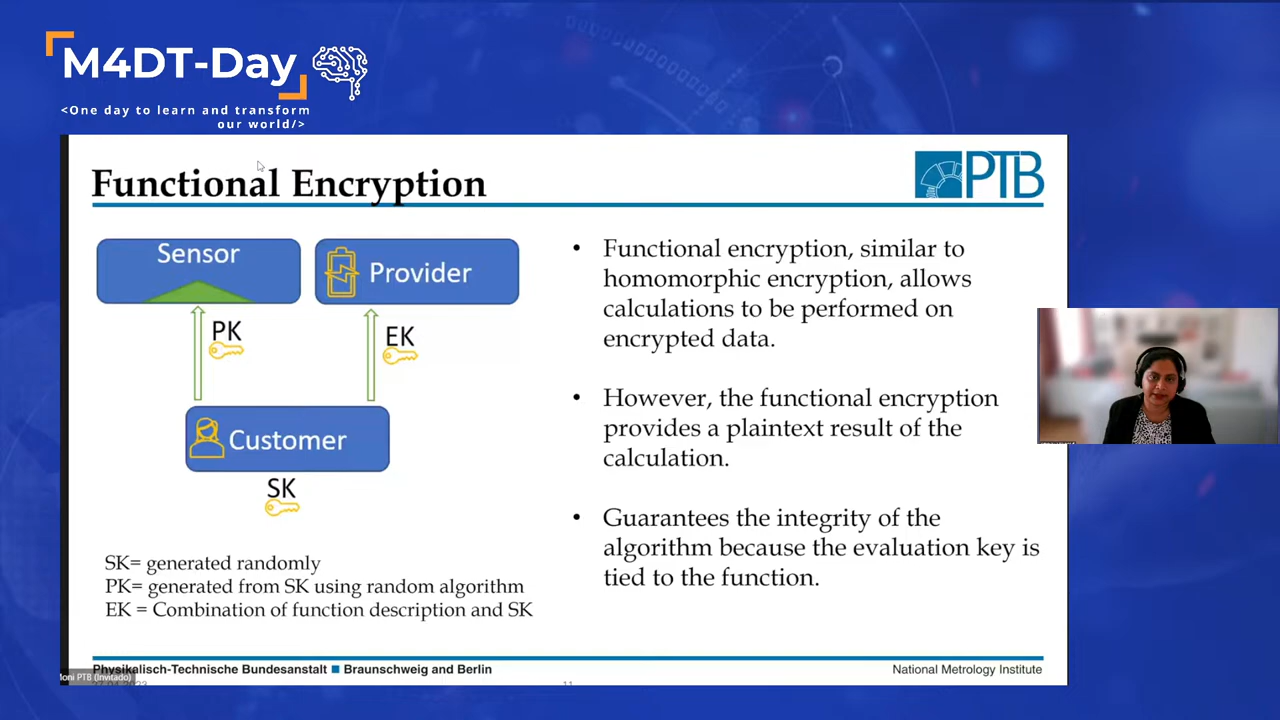 M4DT-Day
<One day to learn and transform
our world/>
Functional Encryption
PTB
Sensor
Provider
PK
EK
Customer
SK
SK= generated randomly
PK= generated from SK using random algorithm
EK = Combination of function description and SK
• Functional encryption, similar to
homomorphic encryption, allows
calculations to be performed on
encrypted data.
• However, the functional encryption
provides a plaintext result of the
calculation.
• Guarantees the integrity of the
algorithm because the evaluation key is
tied to the function.
Physikalisch-Technische Bundesanstalt ■ Braunschweig and Berlin
National Metrology Institute
Moni PTB (Invitado)
11